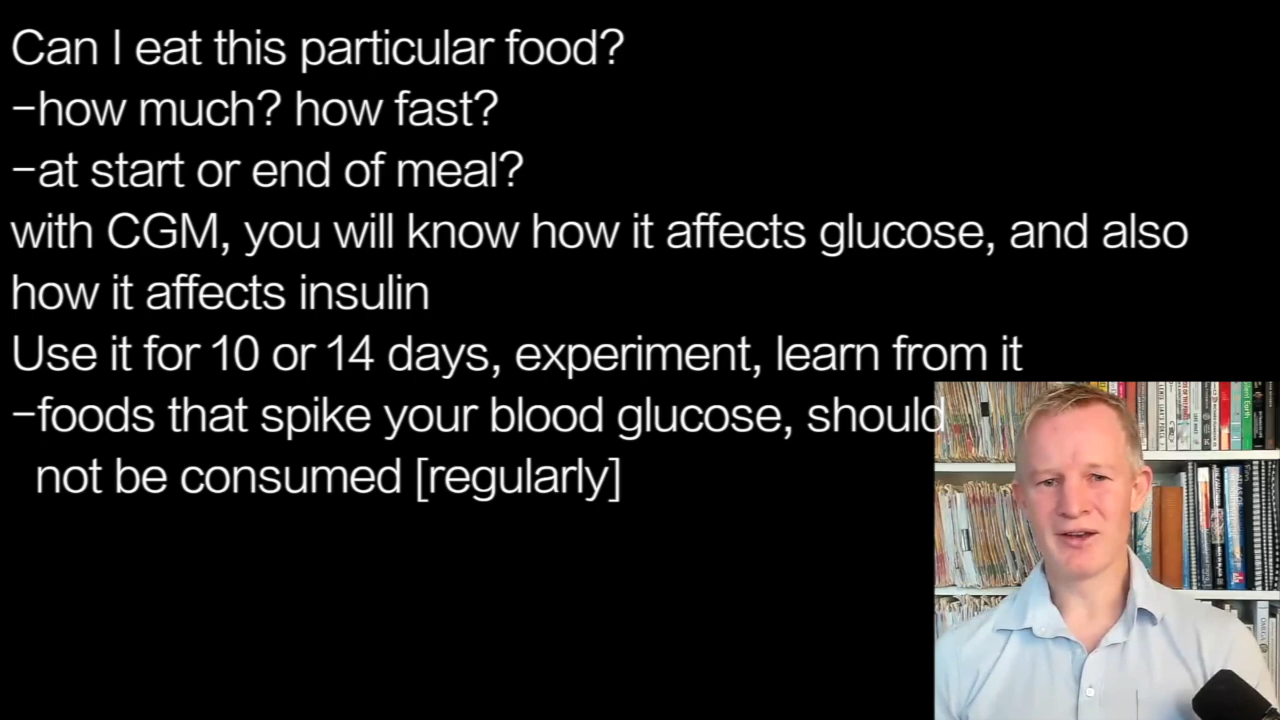 Can I eat this particular food?
–how much? how fast?
–at start or end of meal?
with CGM, you will know how it affects glucose, and also
how it affects insulin
Use it for 10 or 14 days, experiment, learn from it
–foods that spike your blood glucose, should
not be consumed [regularly]